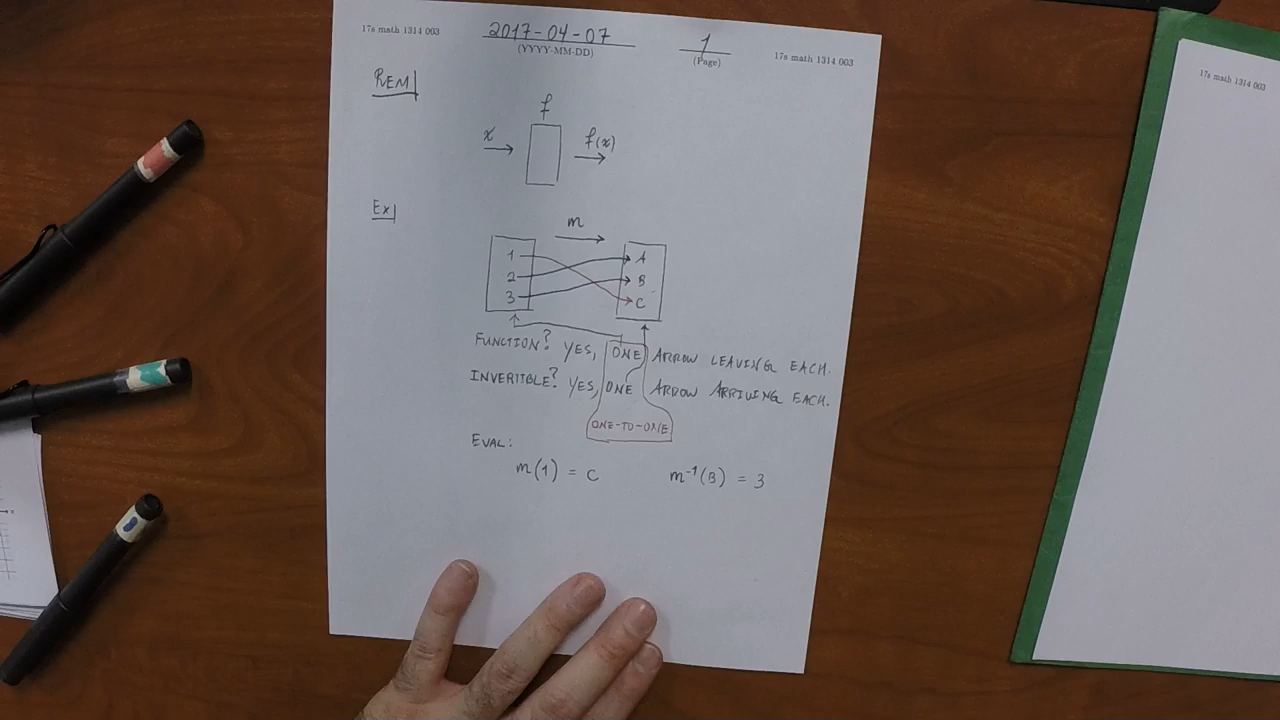 17s math 1314 003 2017-04-07 1 17s math 1314 003
(YYYY-MM-DD) (Page)
REM
f
x f(x)
Ex
m
1 A
2 B
3 C
FUNCTION? YES, ONE ARROW LEAVING EACH.
INVERTIBLE? YES, ONE ARROW ARRIVING EACH.
ONE-TO-ONE
EVAL:
m(1) = C m⁻¹(B) = 3
17s math 1314 003